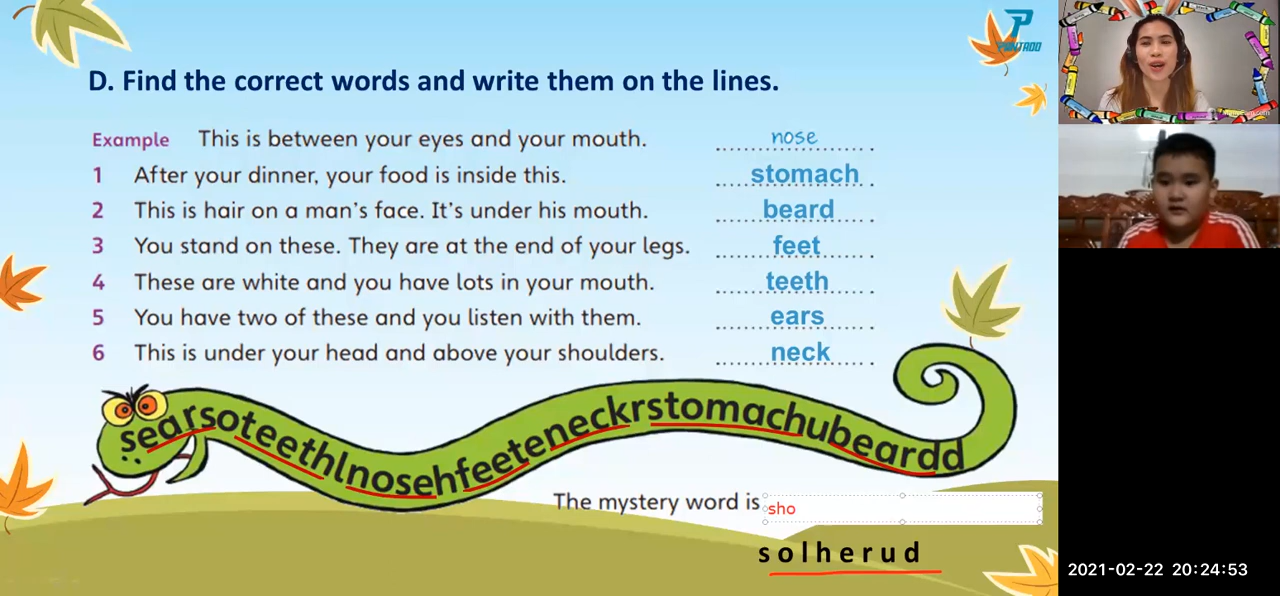 PANTADO
D. Find the correct words and write them on the lines.
Example This is between your eyes and your mouth. nose.
1 After your dinner, your food is inside this. stomach.
2 This is hair on a man's face. It's under his mouth. beard.
3 You stand on these. They are at the end of your legs. feet.
4 These are white and you have lots in your mouth. teeth.
5 You have two of these and you listen with them. ears.
6 This is under your head and above your shoulders. neck.
searsoteethlnosehfeeteneckrstomachubeardd
The mystery word is sho
s o l h e r u d
2021-02-22 20:24:53